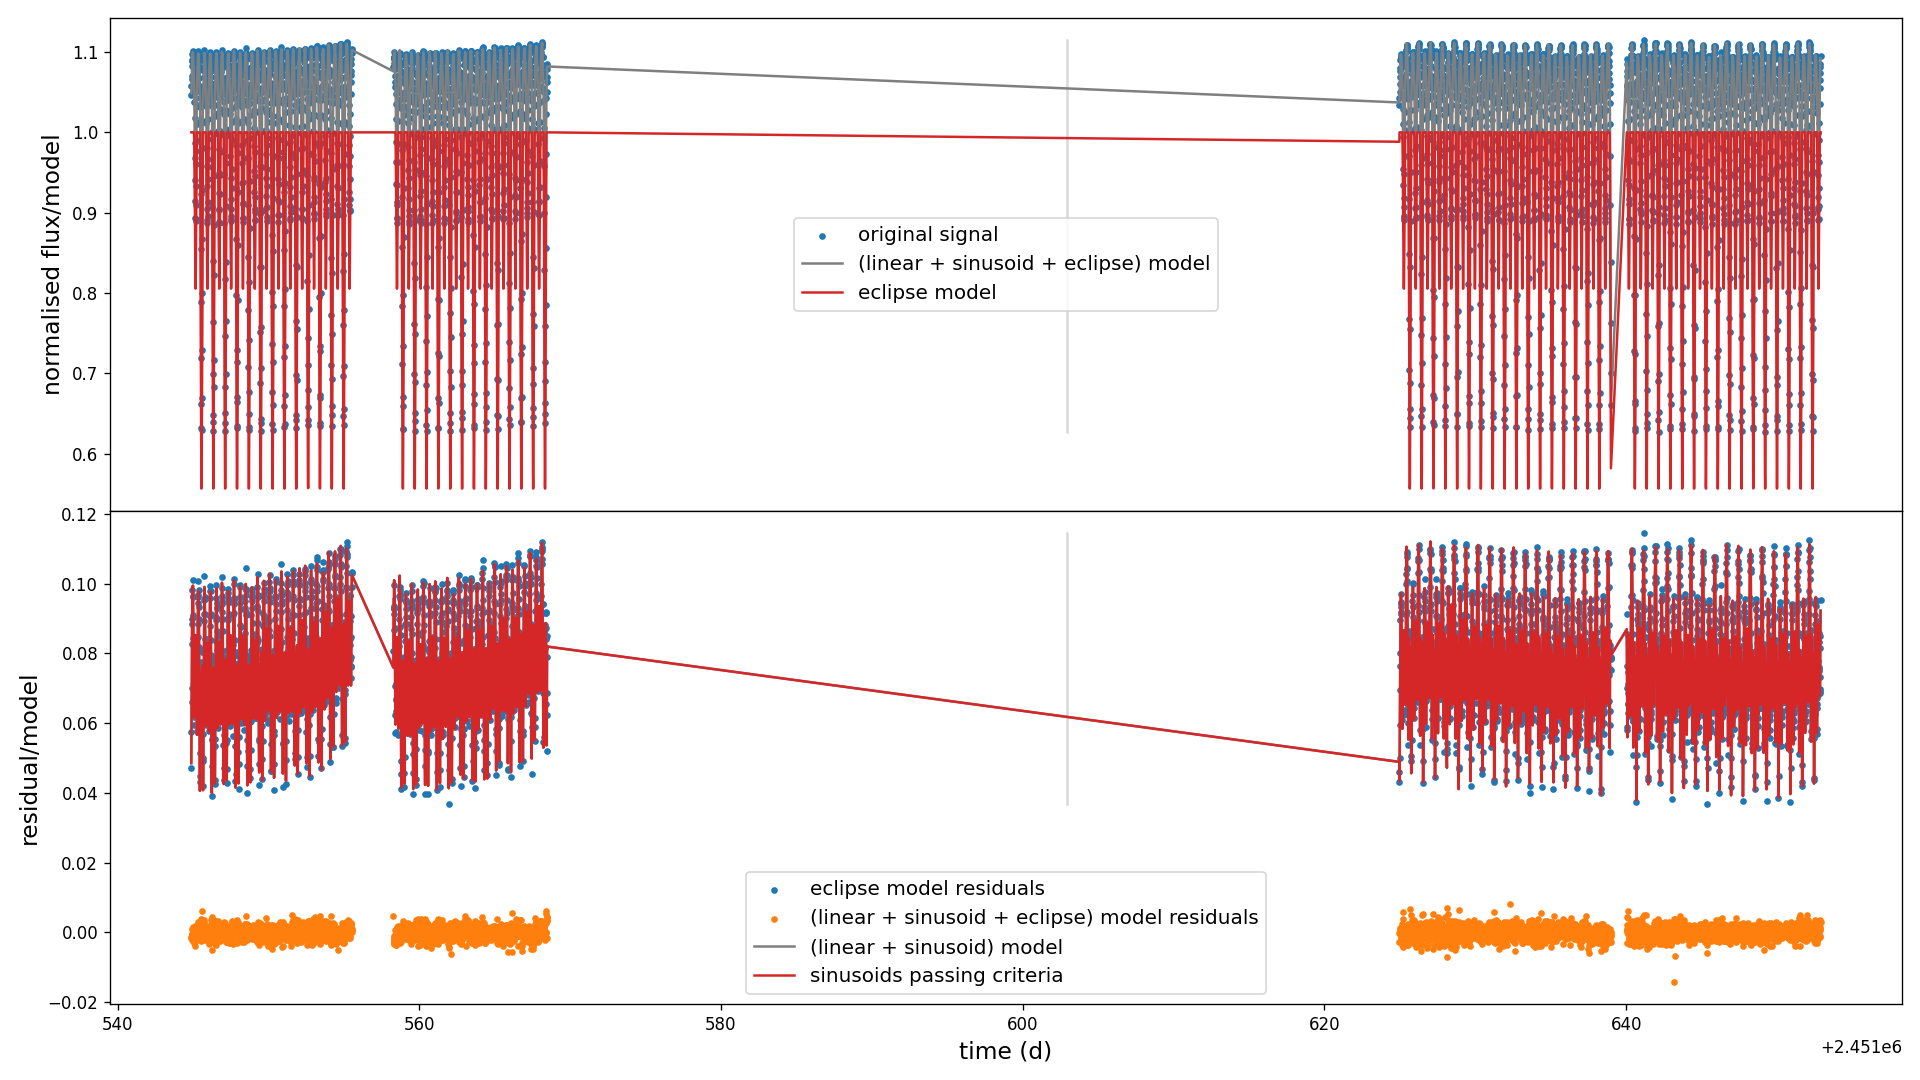 normalised flux/model
1.1
1.0
0.9
0.8
0.7
0.6
original signal
(linear + sinusoid + eclipse) model
eclipse model
residual/model
0.12
0.10
0.08
0.06
0.04
0.02
0.00
−0.02
eclipse model residuals
(linear + sinusoid + eclipse) model residuals
(linear + sinusoid) model
sinusoids passing criteria
540
560
580
600
620
640
time (d)
+2.451e6